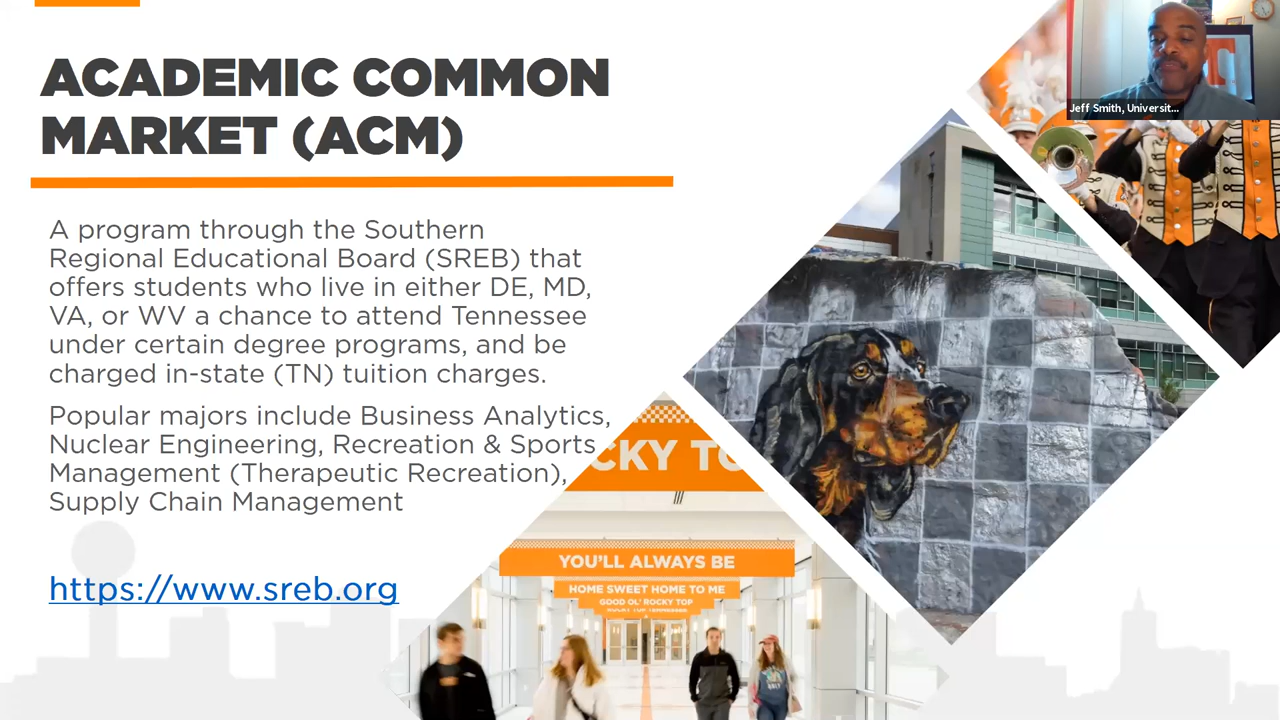 ACADEMIC COMMON
MARKET (ACM)
Jeff Smith, Universit...
A program through the Southern
Regional Educational Board (SREB) that
offers students who live in either DE, MD,
VA, or WV a chance to attend Tennessee
under certain degree programs, and be
charged in-state (TN) tuition charges.
Popular majors include Business Analytics,
Nuclear Engineering, Recreation & Sports
Management (Therapeutic Recreation),
Supply Chain Management
https://www.sreb.org
CKY TO
YOU'LL ALWAYS BE
HOME SWEET HOME TO ME
GOOD OL' ROCKY TOP
ROCKY TOP TENNESSEE